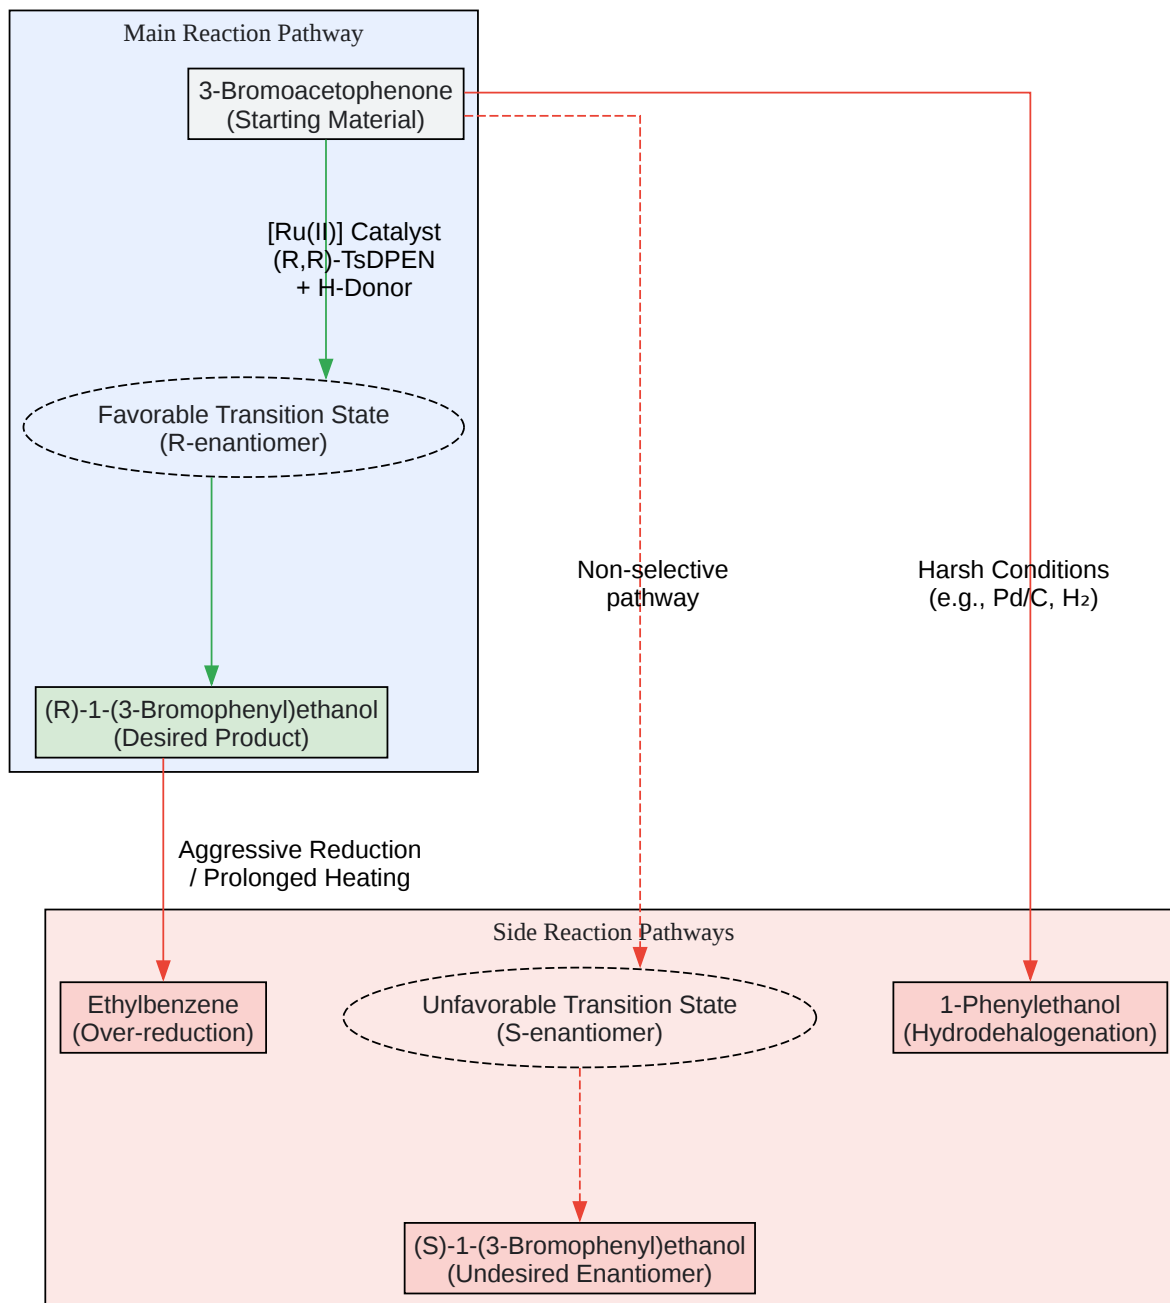 Main Reaction Pathway
3-Bromoacetophenone
(Starting Material)
[Ru(II)] Catalyst
(R,R)-TsDPEN
+ H-Donor
Favorable Transition State
(R-enantiomer)
Non-selective
pathway
Harsh Conditions
(e.g., Pd/C, H₂)
(R)-1-(3-Bromophenyl)ethanol
(Desired Product)
Aggressive Reduction
/ Prolonged Heating
Side Reaction Pathways
Ethylbenzene
(Over-reduction)
Unfavorable Transition State
(S-enantiomer)
1-Phenylethanol
(Hydrodehalogenation)
(S)-1-(3-Bromophenyl)ethanol
(Undesired Enantiomer)